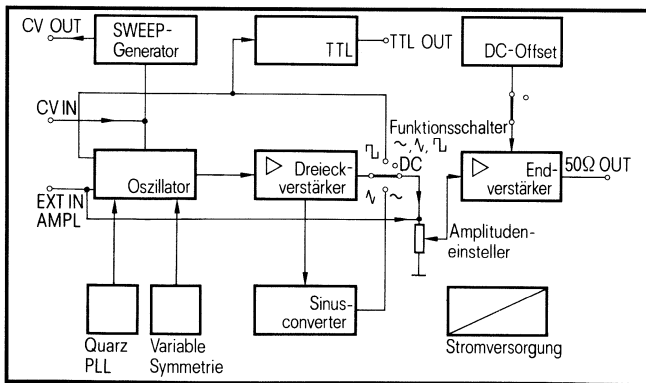 CV OUT
SWEEP-
Generator
TTL
TTL OUT
DC-Offset
CV IN
Funktionsschalter
~, ∿, ⊓⊔
DC
Oszillator
Dreieck-
verstärker
End-
verstärker
50Ω OUT
EXT IN
AMPL
~
Amplituden-
einsteller
Sinus-
converter
Quarz
PLL
Variable
Symmetrie
Stromversorgung